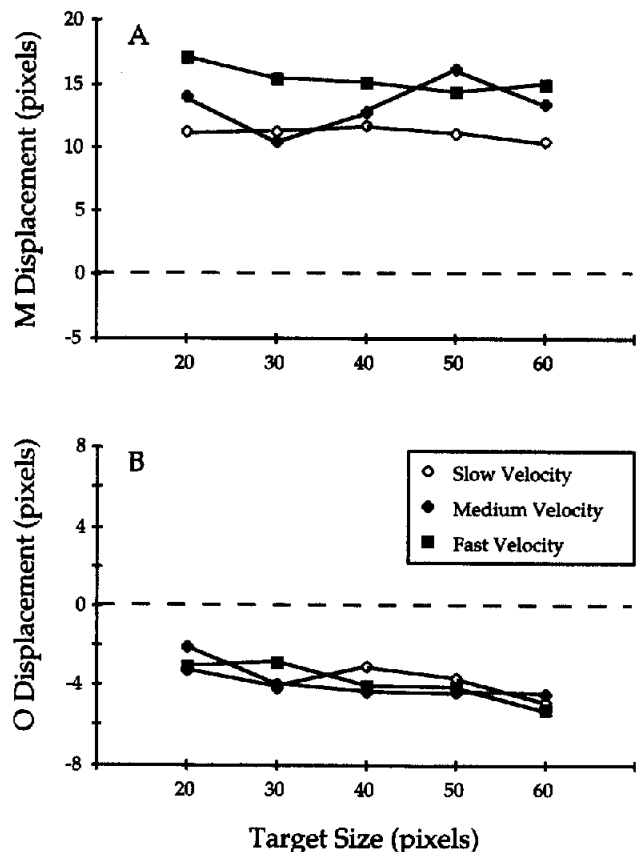 A
M Displacement (pixels)
20
15
10
5
0
-5
20 30 40 50 60
B
O Displacement (pixels)
8
4
0
-4
-8
Slow Velocity
Medium Velocity
Fast Velocity
20 30 40 50 60
Target Size (pixels)